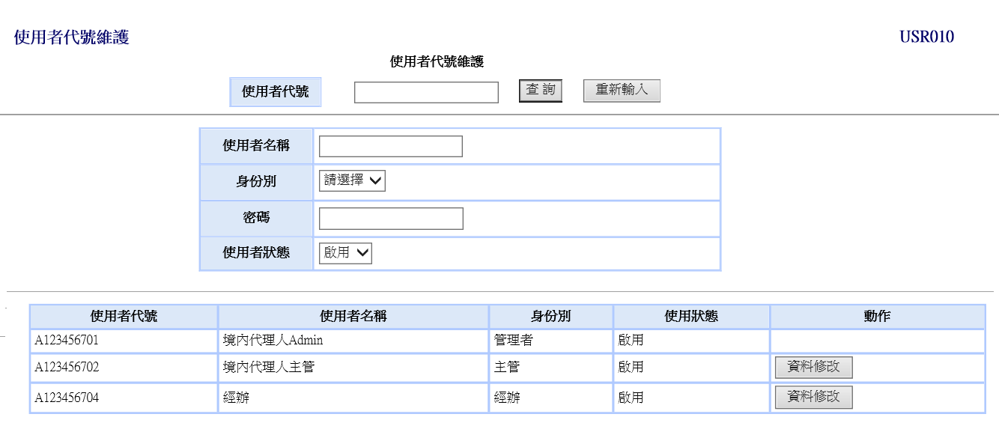 使用者代號維護 USR010
使用者代號維護
使用者代號 查 詢 重新輸入
使用者名稱
身份別 請選擇
密碼
使用者狀態 啟用
使用者代號 使用者名稱 身份別 使用狀態 動作
A123456701 境內代理人Admin 管理者 啟用
A123456702 境內代理人主管 主管 啟用 資料修改
A123456704 經辦 經辦 啟用 資料修改